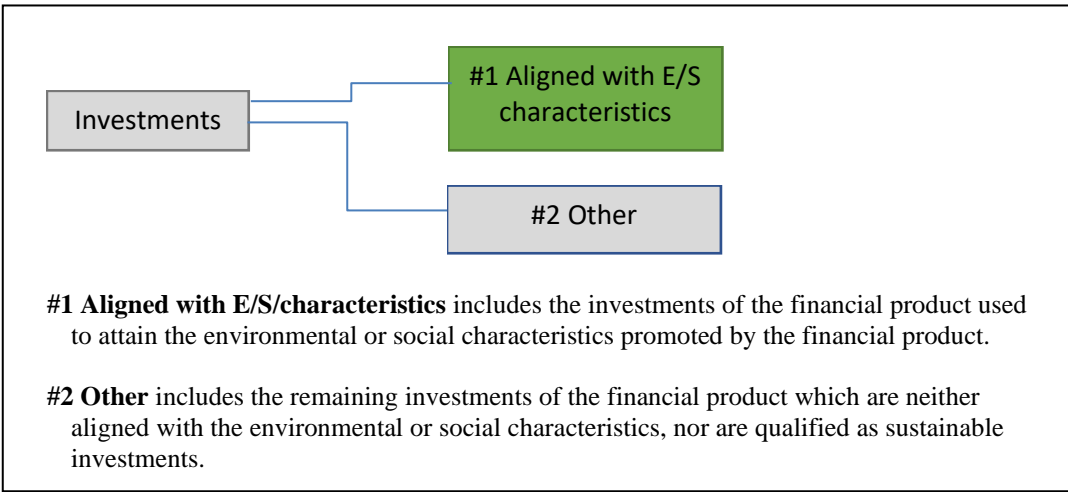 #1 Aligned with E/S
characteristics
Investments
#2 Other
#1 Aligned with E/S/characteristics includes the investments of the financial product used
to attain the environmental or social characteristics promoted by the financial product.
#2 Other includes the remaining investments of the financial product which are neither
aligned with the environmental or social characteristics, nor are qualified as sustainable
investments.